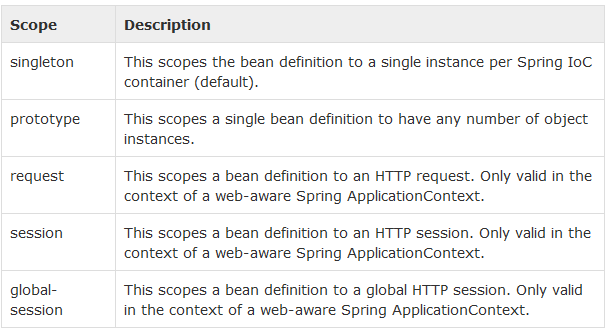 Scope Description
singleton This scopes the bean definition to a single instance per Spring IoC
container (default).
prototype This scopes a single bean definition to have any number of object
instances.
request This scopes a bean definition to an HTTP request. Only valid in the
context of a web-aware Spring ApplicationContext.
session This scopes a bean definition to an HTTP session. Only valid in the
context of a web-aware Spring ApplicationContext.
global- This scopes a bean definition to a global HTTP session. Only valid
session in the context of a web-aware Spring ApplicationContext.